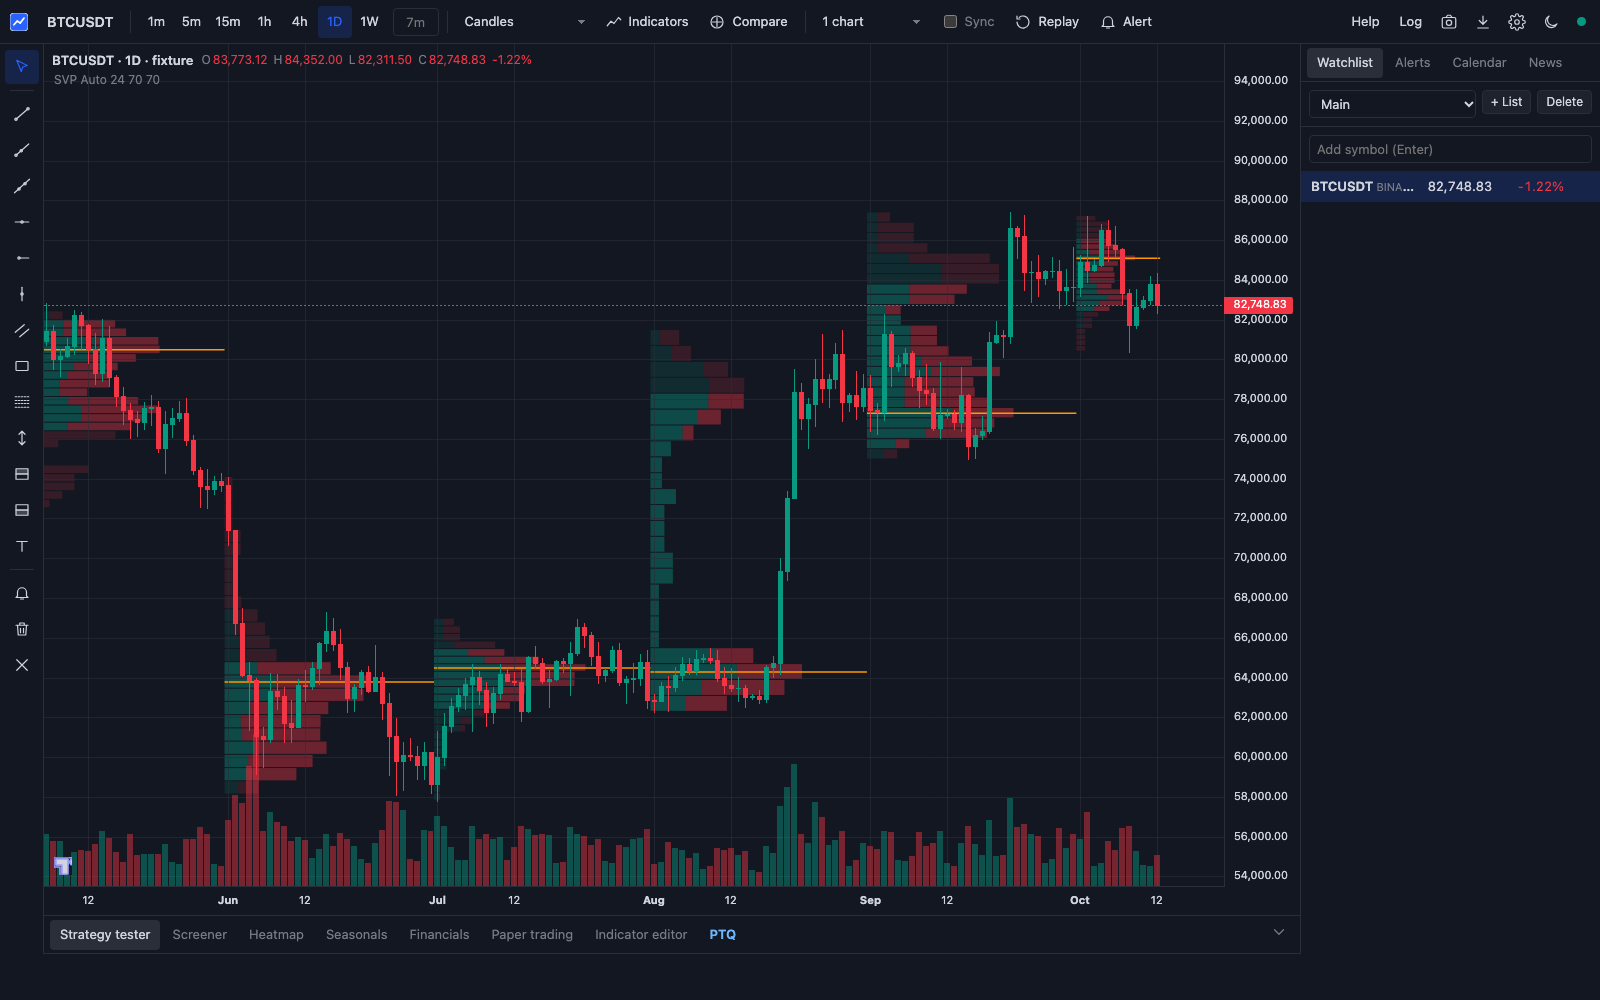 BTCUSDT 1m 5m 15m 1h 4h 1D 1W 7m Candles Indicators Compare 1 chart Sync Replay Alert Help Log
BTCUSDT · 1D · fixture O 83,773.12 H 84,352.00 L 82,311.50 C 82,748.83 -1.22%
SVP Auto 24 70 70
94,000.00
92,000.00
90,000.00
88,000.00
86,000.00
84,000.00
82,748.83
82,000.00
80,000.00
78,000.00
76,000.00
74,000.00
72,000.00
70,000.00
68,000.00
66,000.00
64,000.00
62,000.00
60,000.00
58,000.00
56,000.00
54,000.00
12 Jun 12 Jul 12 Aug 12 Sep 12 Oct 12
Strategy tester Screener Heatmap Seasonals Financials Paper trading Indicator editor PTQ
Watchlist Alerts Calendar News
Main + List Delete
Add symbol (Enter)
BTCUSDT BINA... 82,748.83 -1.22%